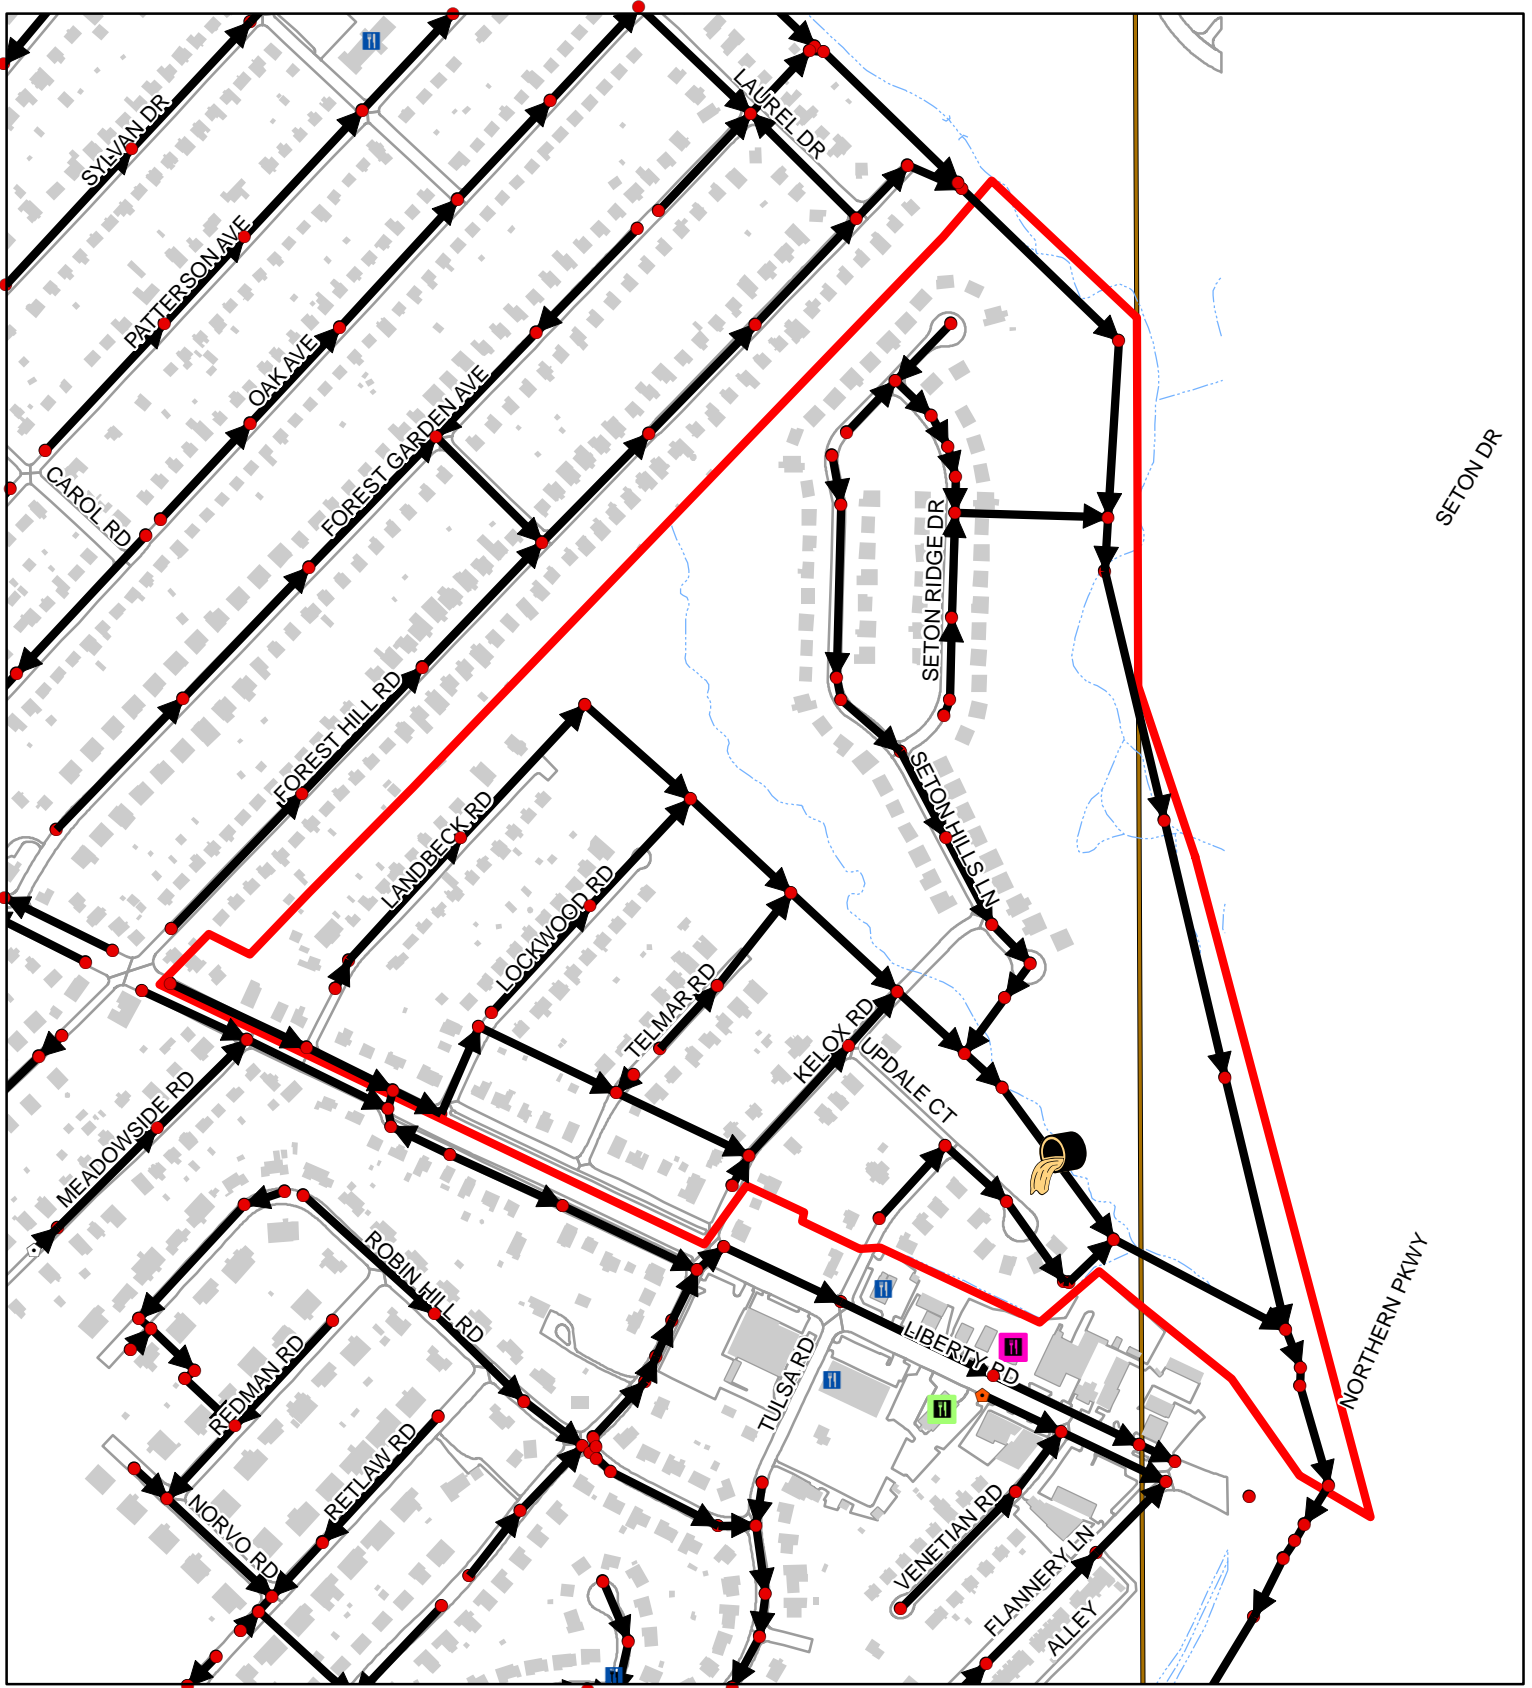 LAUREL DR
SYLVAN DR
PATTERSON AVE
OAK AVE
FOREST GARDEN AVE
CAROL RD
SETON DR
SETON RIDGE DR
FOREST HILL RD
SETON HILLS LN
LANDBECK RD
LOCKWOOD RD
TELMAR RD
KELOX RD
UPDALE CT
MEADOWSIDE RD
ROBIN HILL RD
NORTHERN PKWY
LIBERTY RD
TULSA RD
REDMAN RD
RETLAW RD
NORVO RD
VENETIAN RD
FLANNERY LN
ALLEY